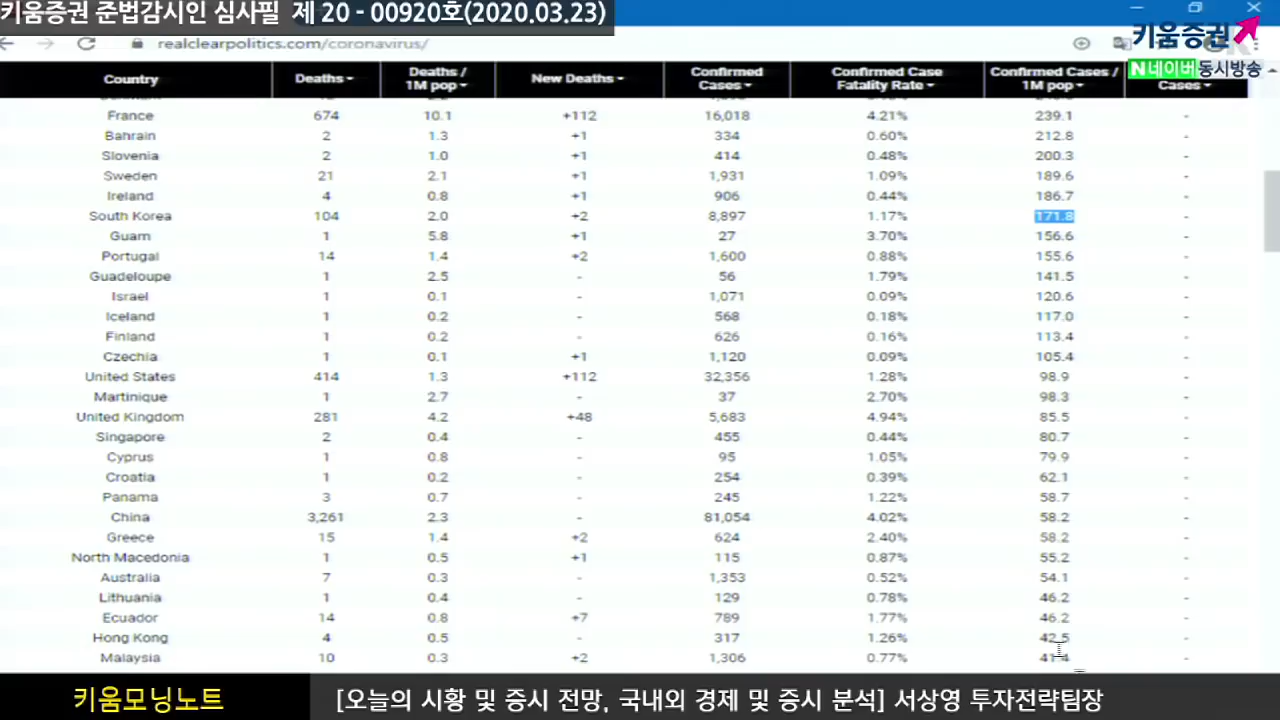 키움증권 준법감시인 심사필 제 20 - 00920호(2020.03.23)
realclearpolitics.com/coronavirus/
키움증권
N 네이버 동시방송
Country Deaths Deaths / 1M pop New Deaths Confirmed Cases Confirmed Case Fatality Rate Confirmed Cases / 1M pop Cases
France 674 10.1 +112 16,018 4.21% 239.1 -
Bahrain 2 1.3 +1 334 0.60% 212.8 -
Slovenia 2 1.0 +1 414 0.48% 200.3 -
Sweden 21 2.1 +1 1,931 1.09% 189.6 -
Ireland 4 0.8 +1 906 0.44% 186.7 -
South Korea 104 2.0 +2 8,897 1.17% 171.8 -
Guam 1 5.8 +1 27 3.70% 156.6 -
Portugal 14 1.4 +2 1,600 0.88% 155.6 -
Guadeloupe 1 2.5 - 56 1.79% 141.5 -
Israel 1 0.1 - 1,071 0.09% 120.6 -
Iceland 1 0.2 - 568 0.18% 117.0 -
Finland 1 0.2 - 626 0.16% 113.4 -
Czechia 1 0.1 +1 1,120 0.09% 105.4 -
United States 414 1.3 +112 32,356 1.28% 98.9 -
Martinique 1 2.7 - 37 2.70% 98.3 -
United Kingdom 281 4.2 +48 5,683 4.94% 85.5 -
Singapore 2 0.4 - 455 0.44% 80.7 -
Cyprus 1 0.8 - 95 1.05% 79.9 -
Croatia 1 0.2 - 254 0.39% 62.1 -
Panama 3 0.7 - 245 1.22% 58.7 -
China 3,261 2.3 - 81,054 4.02% 58.2 -
Greece 15 1.4 +2 624 2.40% 58.2 -
North Macedonia 1 0.5 +1 115 0.87% 55.2 -
Australia 7 0.3 - 1,353 0.52% 54.1 -
Lithuania 1 0.4 - 129 0.78% 46.2 -
Ecuador 14 0.8 +7 789 1.77% 46.2 -
Hong Kong 4 0.5 - 317 1.26% 42.5 -
Malaysia 10 0.3 +2 1,306 0.77% 41.4 -
키움모닝노트
[오늘의 시황 및 증시 전망, 국내외 경제 및 증시 분석] 서상영 투자전략팀장